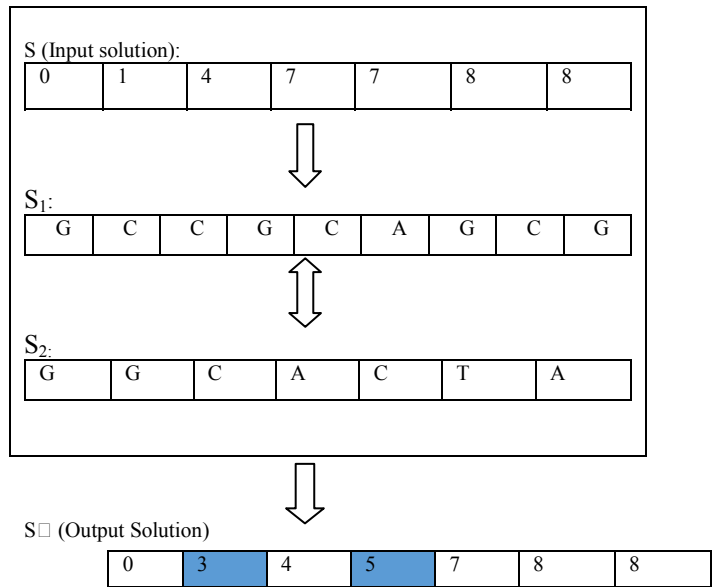 S (Input solution):
0 1 4 7 7 8 8
S₁:
G C C G C A G C G
S₂:
G G C A C T A
S□ (Output Solution)
0 3 4 5 7 8 8